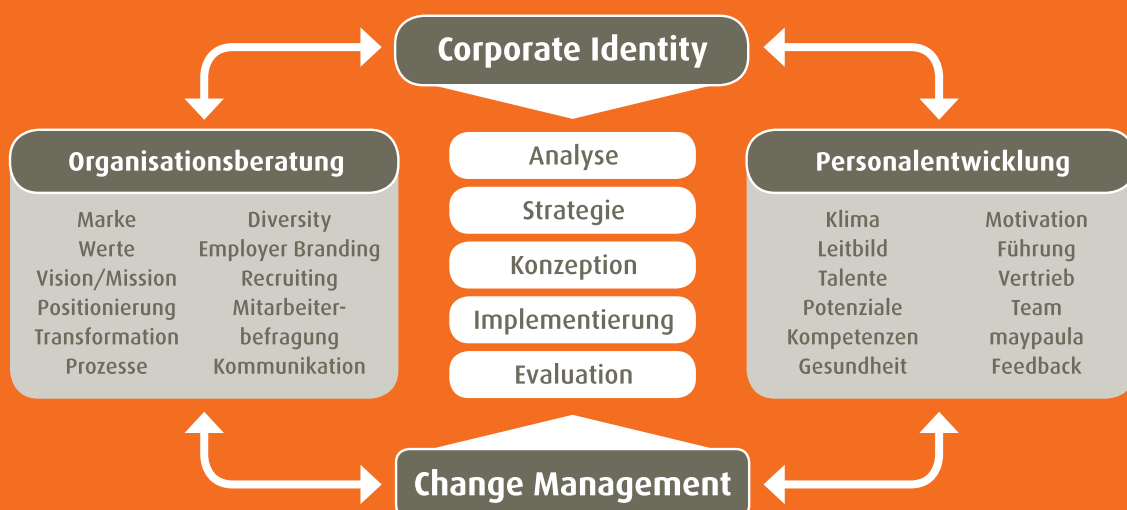 Corporate Identity
Organisationsberatung
Marke
Werte
Vision/Mission
Positionierung
Transformation
Prozesse
Diversity
Employer Branding
Recruiting
Mitarbeiter-
befragung
Kommunikation
Analyse
Strategie
Konzeption
Implementierung
Evaluation
Personalentwicklung
Klima
Leitbild
Talente
Potenziale
Kompetenzen
Gesundheit
Motivation
Führung
Vertrieb
Team
maypaula
Feedback
Change Management